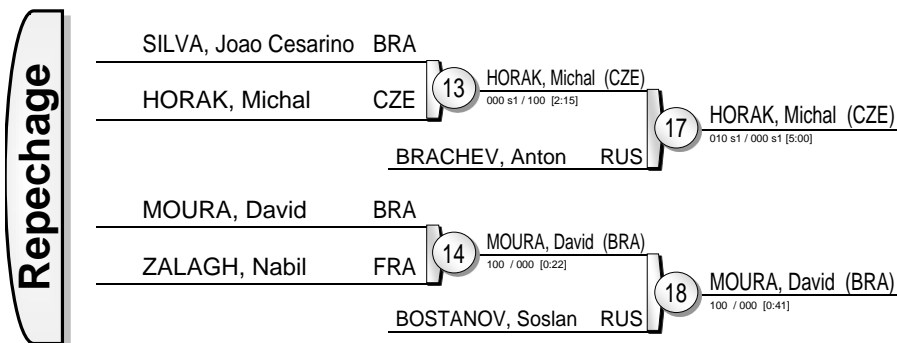 Repechage
SILVA, Joao Cesarino BRA
HORAK, Michal CZE
13
HORAK, Michal (CZE)
000 s1 / 100 [2:15]
BRACHEV, Anton RUS
17
HORAK, Michal (CZE)
010 s1 / 000 s1 [5:00]
MOURA, David BRA
ZALAGH, Nabil FRA
14
MOURA, David (BRA)
100 / 000 [0:22]
BOSTANOV, Soslan RUS
18
MOURA, David (BRA)
100 / 000 [0:41]